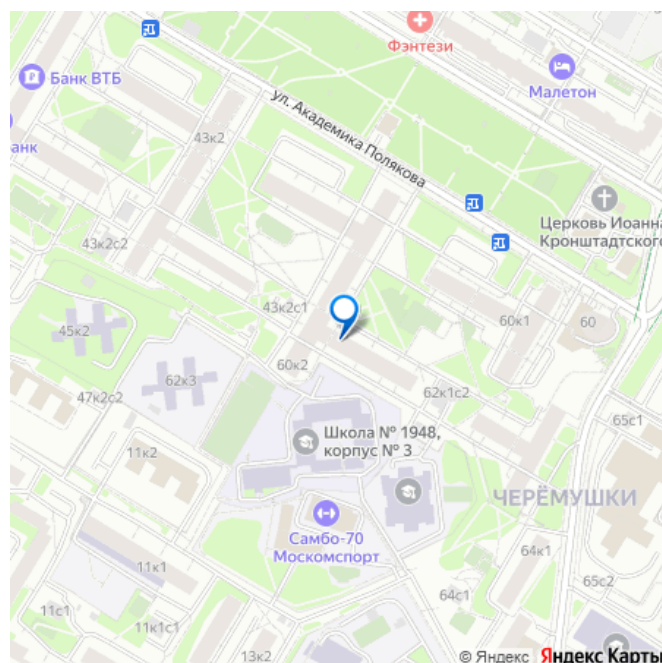 Фэнтези
Банк ВТБ
Малетон
ул. Академика Полякова
43к2
анк
Церковь Иоанна
Кронштадтского
43к2с2
43к2с1
60к1
60
45к2
60к2
62к3
62к1с2
47к2с2
65с1
Школа № 1948,
корпус № 3
11к2
ЧЕРЁМУШКИ
Самбо-70
Москомспорт
64к1
11к1
65с2
64с1
11с1
11к1с1
13к2
© Яндекс Яндекс Карты